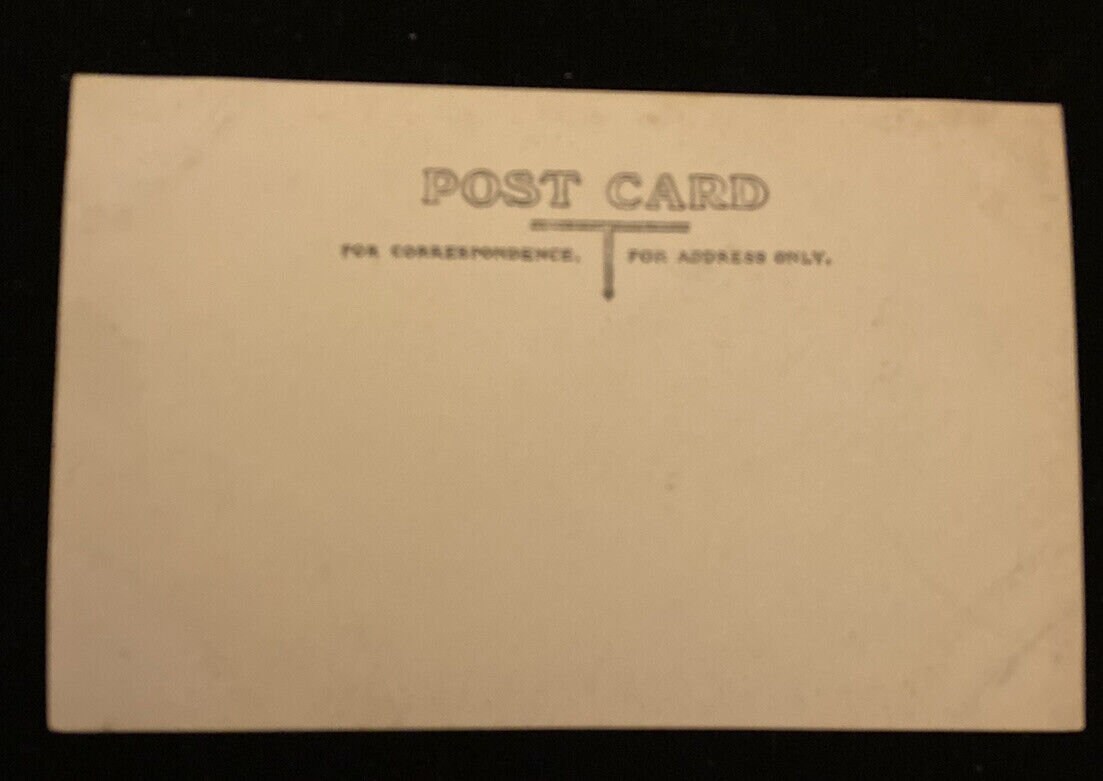 POST CARD
FOR CORRESPONDENCE. FOR ADDRESS ONLY.